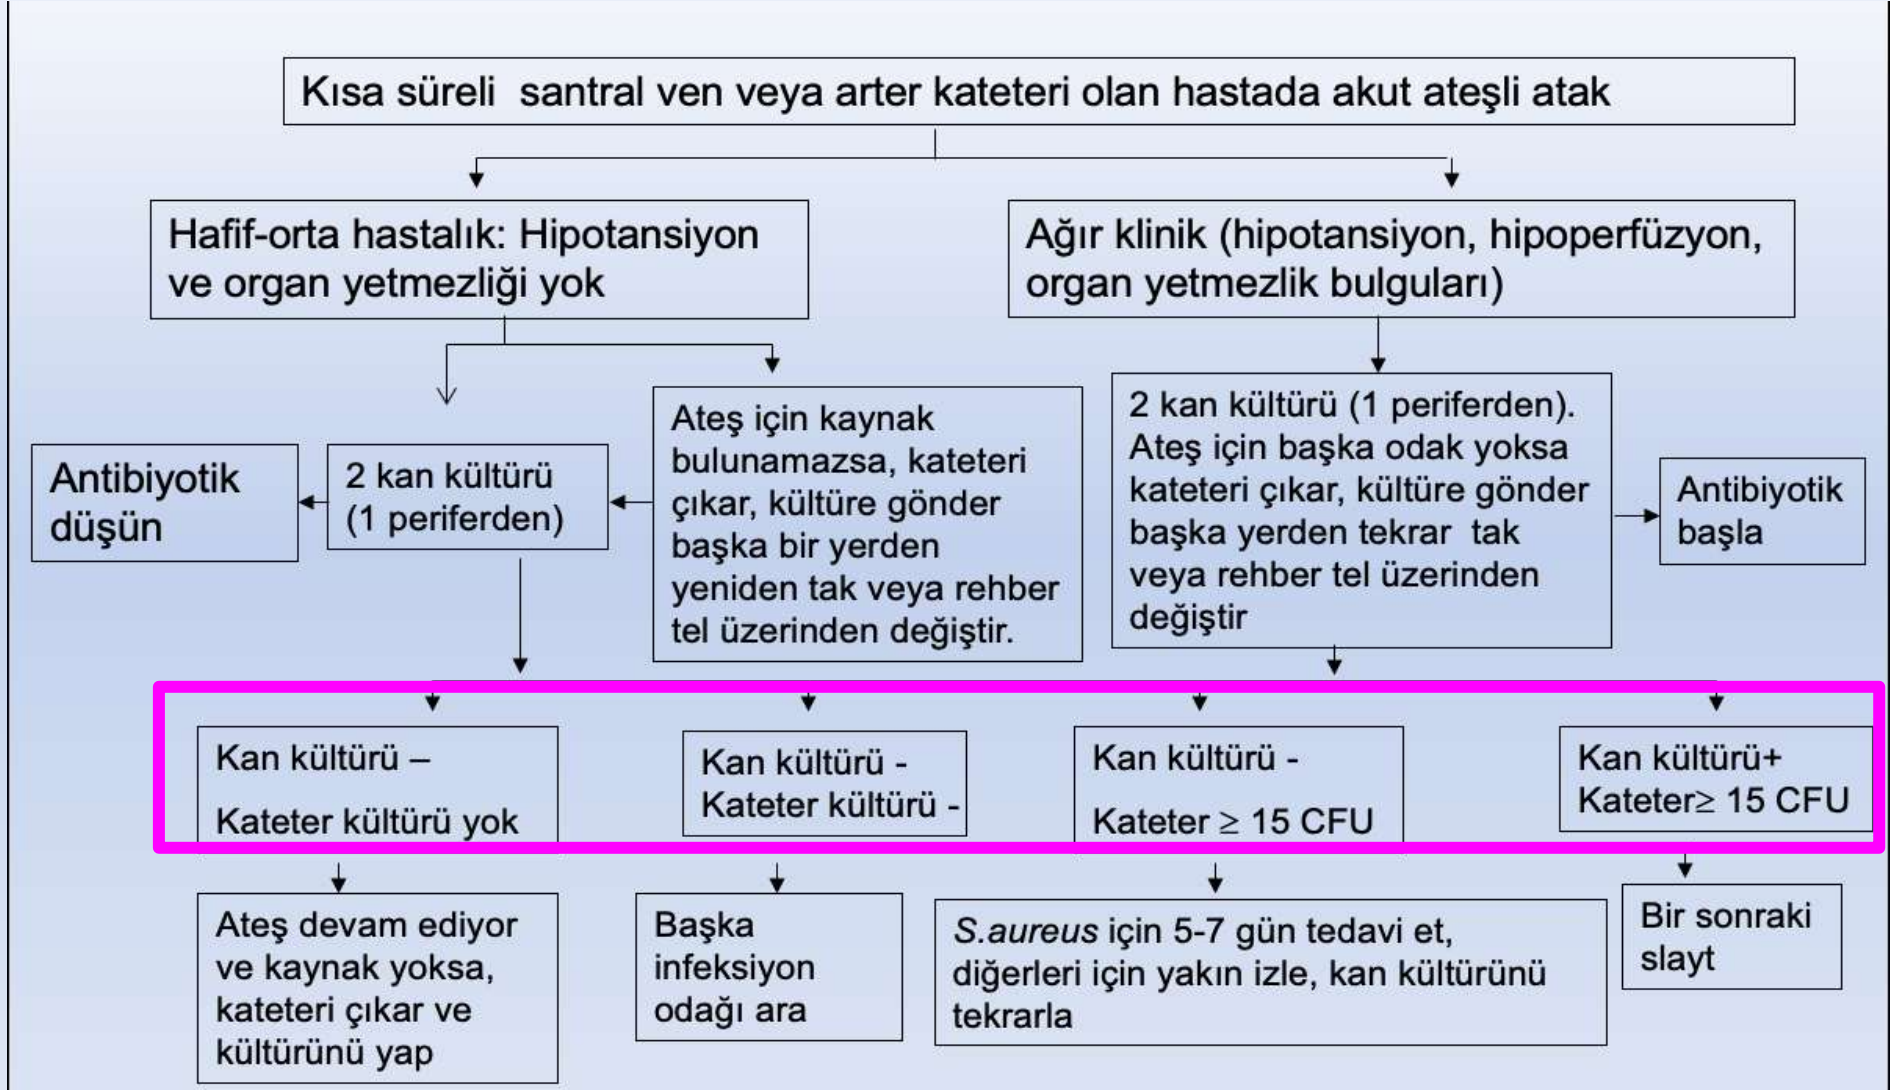 Kısa süreli santral ven veya arter kateteri olan hastada akut ateşli atak
Hafif-orta hastalık: Hipotansiyon
ve organ yetmezliği yok
Ağır klinik (hipotansiyon, hipoperfüzyon,
organ yetmezlik bulguları)
Antibiyotik
düşün
2 kan kültürü
(1 periferden)
Ateş için kaynak
bulunamazsa, kateteri
çıkar, kültüre gönder
başka bir yerden
yeniden tak veya rehber
tel üzerinden değiştir.
2 kan kültürü (1 periferden).
Ateş için başka odak yoksa
kateteri çıkar, kültüre gönder
başka yerden tekrar tak
veya rehber tel üzerinden
değiştir
Antibiyotik
başla
Kan kültürü –
Kateter kültürü yok
Kan kültürü -
Kateter kültürü -
Kan kültürü -
Kateter ≥ 15 CFU
Kan kültürü+
Kateter≥ 15 CFU
Ateş devam ediyor
ve kaynak yoksa,
kateteri çıkar ve
kültürünü yap
Başka
infeksiyon
odağı ara
S.aureus için 5-7 gün tedavi et,
diğerleri için yakın izle, kan kültürünü
tekrarla
Bir sonraki
slayt